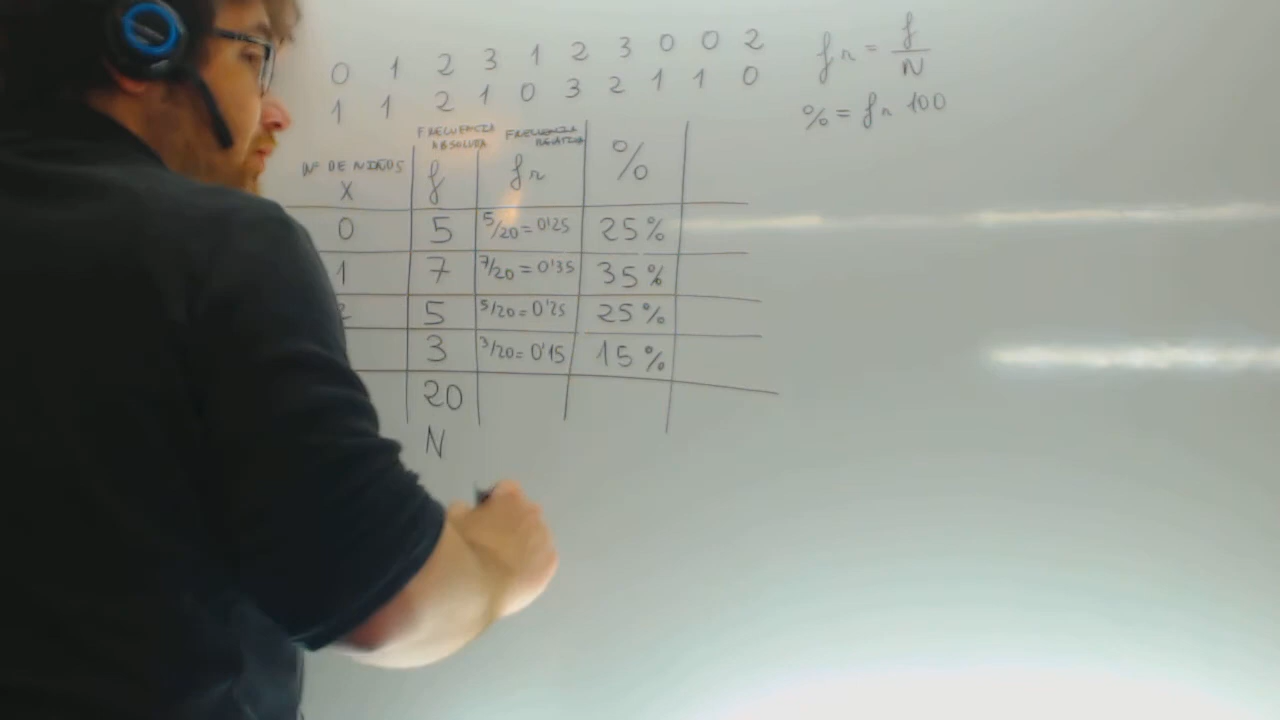 0 1 2 3 1 2 3 0 0 2
1 1 2 1 0 3 2 1 1 0
fr = f/N
% = fr 100
Nº DE NIÑOS X
FRECUENCIA ABSOLUTA f
FRECUENCIA RELATIVA fr
%
0 5 5/20 = 0'25 25%
1 7 7/20 = 0'35 35%
2 5 5/20 = 0'25 25%
3 3/20 = 0'15 15%
20
N